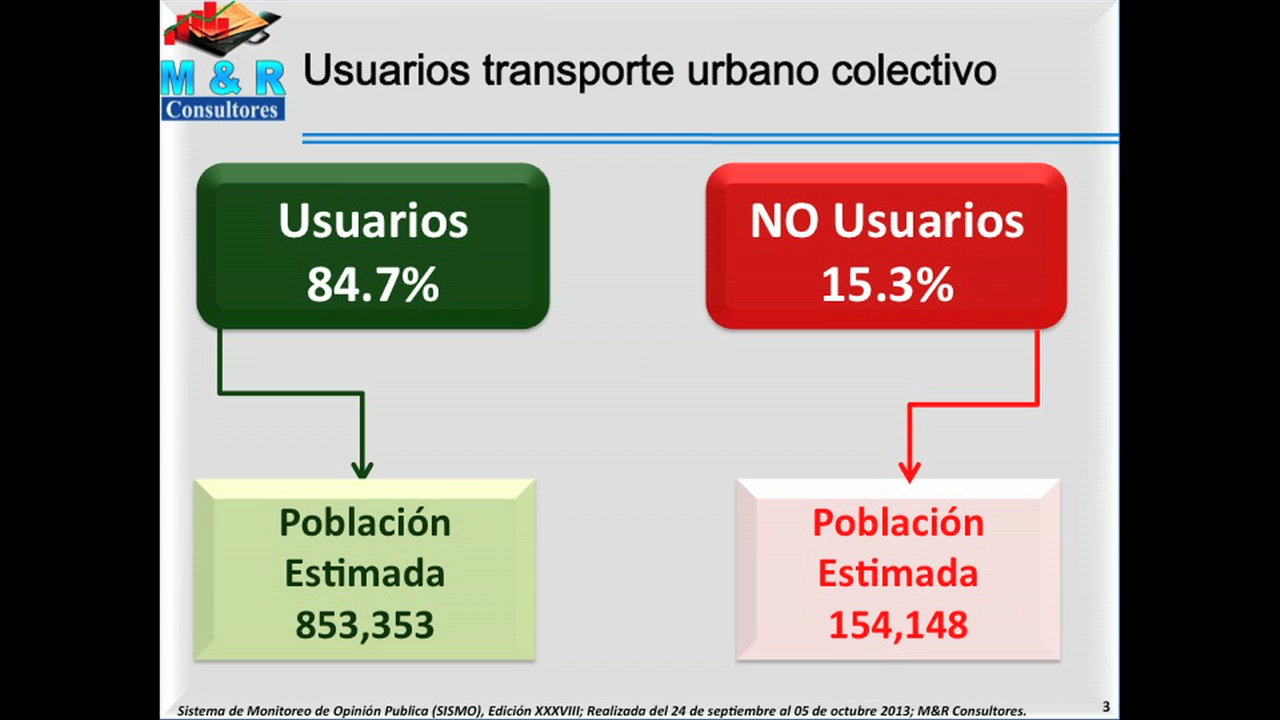 M & R
Consultores
Usuarios transporte urbano colectivo
Usuarios
84.7%
NO Usuarios
15.3%
Población
Estimada
853,353
Población
Estimada
154,148
Sistema de Monitoreo de Opinión Publica (SISMO), Edición XXXVIII; Realizada del 24 de septiembre al 05 de octubre 2013; M&R Consultores.
3